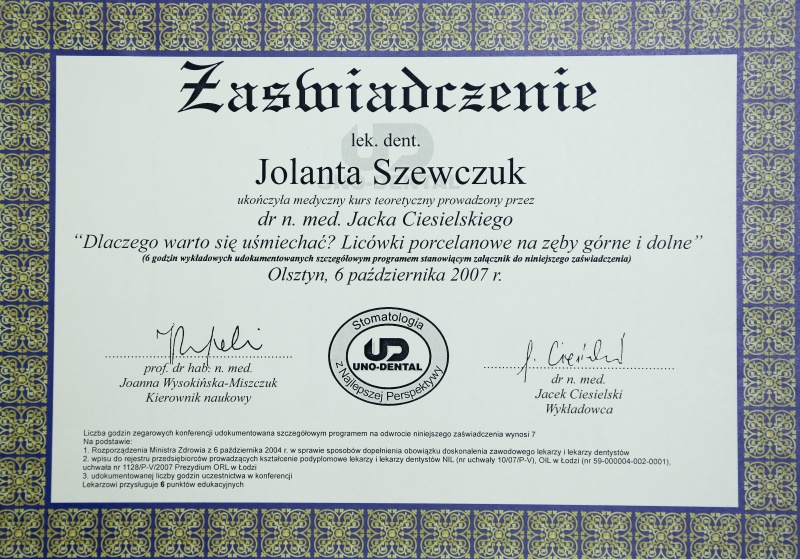 Zaświadczenie
lek. dent.
Jolanta Szewczuk
UNO-DENTAL
ukończyła medyczny kurs teoretyczny prowadzony przez
dr n. med. Jacka Ciesielskiego
“Dlaczego warto się uśmiechać? Licówki porcelanowe na zęby górne i dolne”
(6 godzin wykładowych udokumentowanych szczegółowym programem stanowiącym załącznik do niniejszego zaświadczenia)
Olsztyn, 6 października 2007 r.
prof. dr hab. n. med.
Joanna Wysokińska-Miszczuk
Kierownik naukowy
Stomatologia
UNO-DENTAL
z Najlepszej Perspektywy
dr n. med.
Jacek Ciesielski
Wykładowca
Liczba godzin zegarowych konferencji udokumentowana szczegółowym programem na odwrocie niniejszego zaświadczenia wynosi 7
Na podstawie:
1. Rozporządzenia Ministra Zdrowia z 6 października 2004 r. w sprawie sposobów dopełnienia obowiązku doskonalenia zawodowego lekarzy i lekarzy dentystów
2. wpisu do rejestru przedsiębiorców prowadzących kształcenie podyplomowe lekarzy i lekarzy dentystów NIL (nr uchwały 10/07/P-V), OIL w Łodzi (nr 59-000004-002-0001),
uchwała nr 1128/P-V/2007 Prezydium ORL w Łodzi
3. udokumentowanej liczby godzin uczestnictwa w konferencji
Lekarzowi przysługuje 6 punktów edukacyjnych